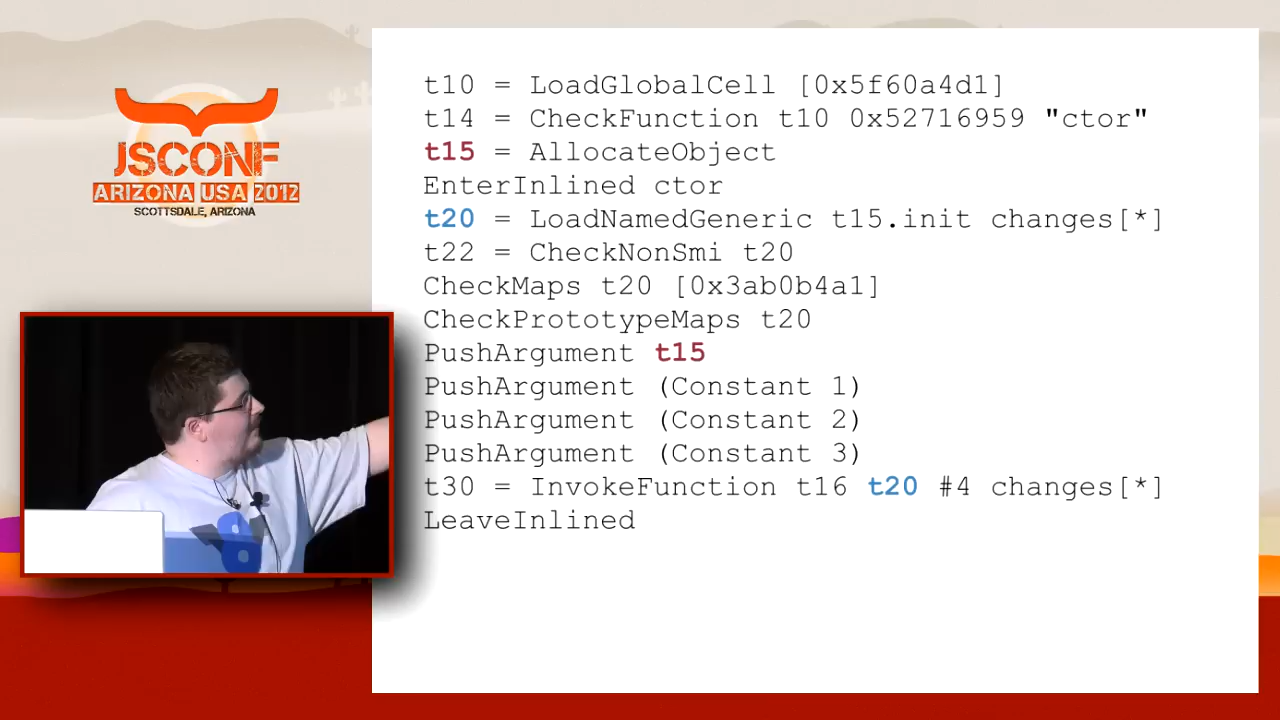 JSCONF
ARIZONA USA 2012
SCOTTSDALE, ARIZONA
t10 = LoadGlobalCell [0x5f60a4d1]
t14 = CheckFunction t10 0x52716959 "ctor"
t15 = AllocateObject
EnterInlined ctor
t20 = LoadNamedGeneric t15.init changes[*]
t22 = CheckNonSmi t20
CheckMaps t20 [0x3ab0b4a1]
CheckPrototypeMaps t20
PushArgument t15
PushArgument (Constant 1)
PushArgument (Constant 2)
PushArgument (Constant 3)
t30 = InvokeFunction t16 t20 #4 changes[*]
LeaveInlined
V8